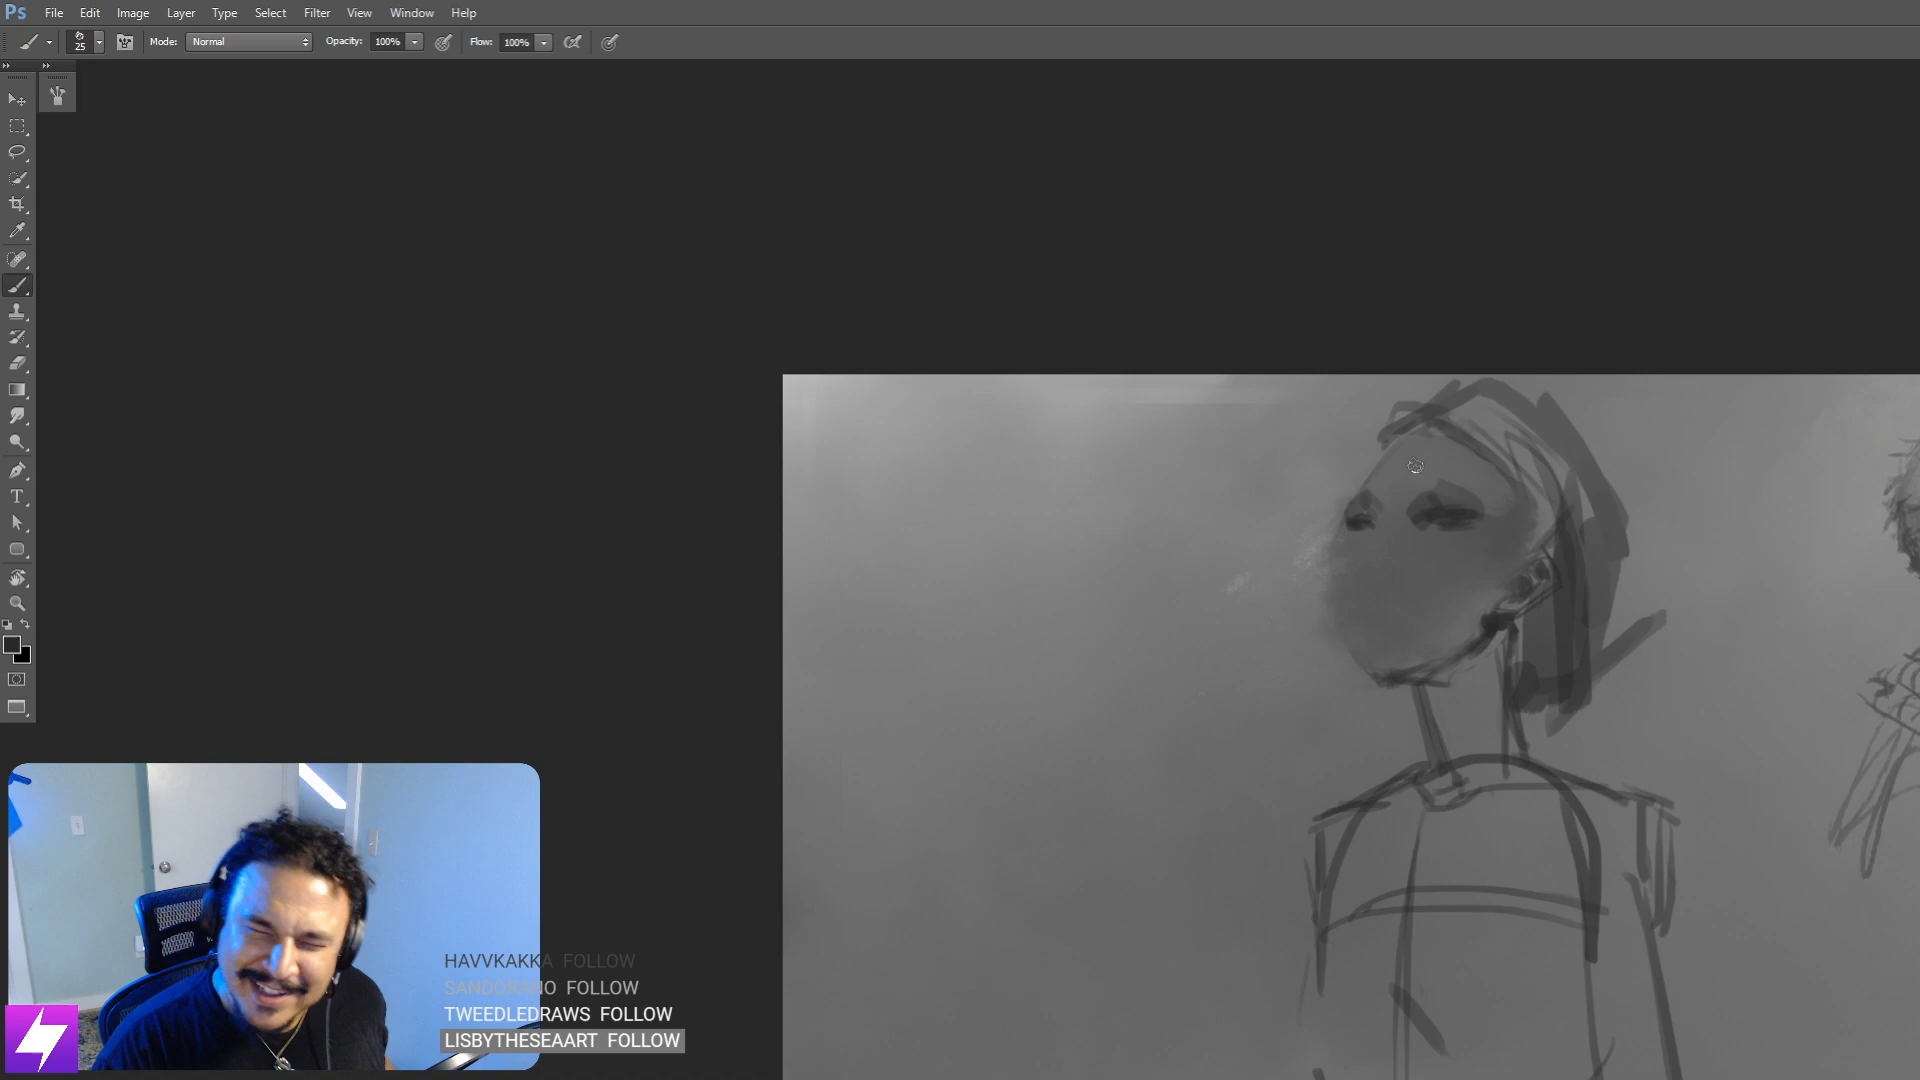 Ps File Edit Image Layer Type Select Filter View Window Help
25 Mode: Normal Opacity: 100% Flow: 100%
T
HAVVKAKKA FOLLOW
SANDORANO FOLLOW
TWEEDLEDRAWS FOLLOW
LISBYTHESEAART FOLLOW